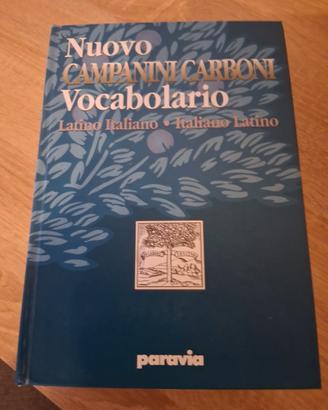 Nuovo
CAMPANINI CARBONI
Vocabolario
Latino Italiano • Italiano Latino
paravia